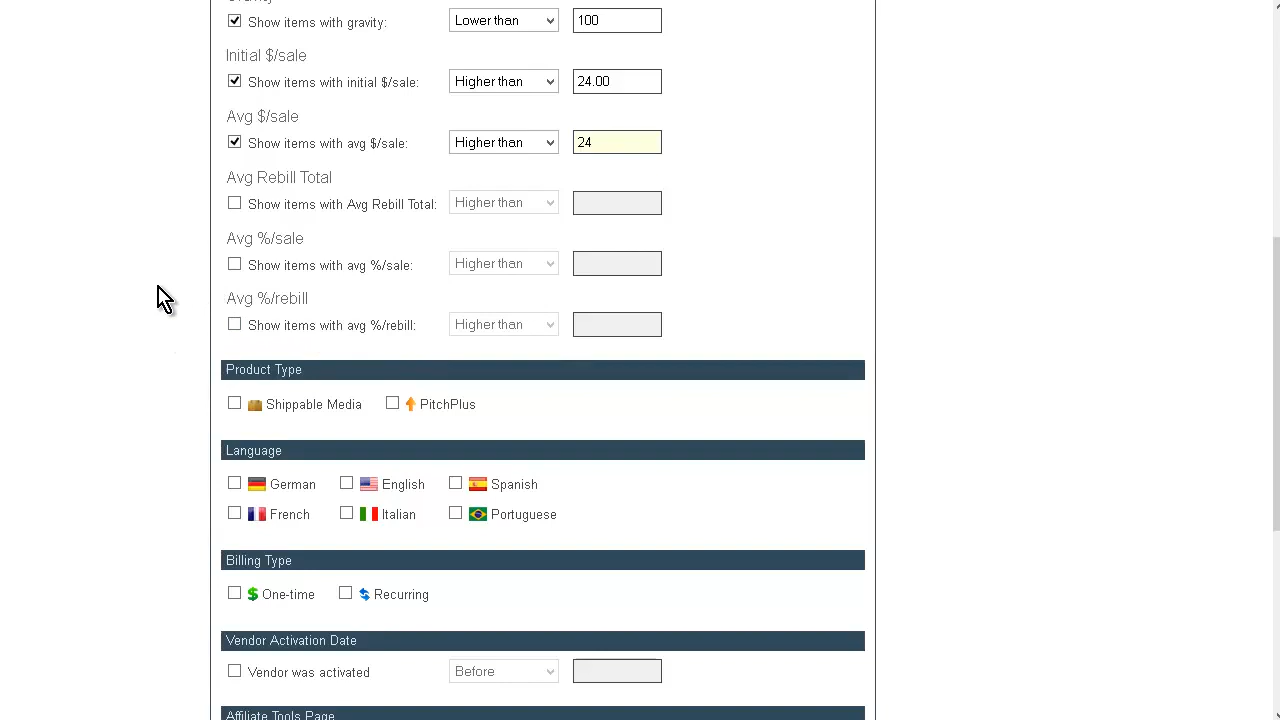 Show items with gravity: Lower than 100
Initial $/sale
Show items with initial $/sale: Higher than 24.00
Avg $/sale
Show items with avg $/sale: Higher than 24
Avg Rebill Total
Show items with Avg Rebill Total: Higher than
Avg %/sale
Show items with avg %/sale: Higher than
Avg %/rebill
Show items with avg %/rebill: Higher than
Product Type
Shippable Media PitchPlus
Language
German English Spanish
French Italian Portuguese
Billing Type
One-time Recurring
Vendor Activation Date
Vendor was activated Before
Affiliate Tools Page